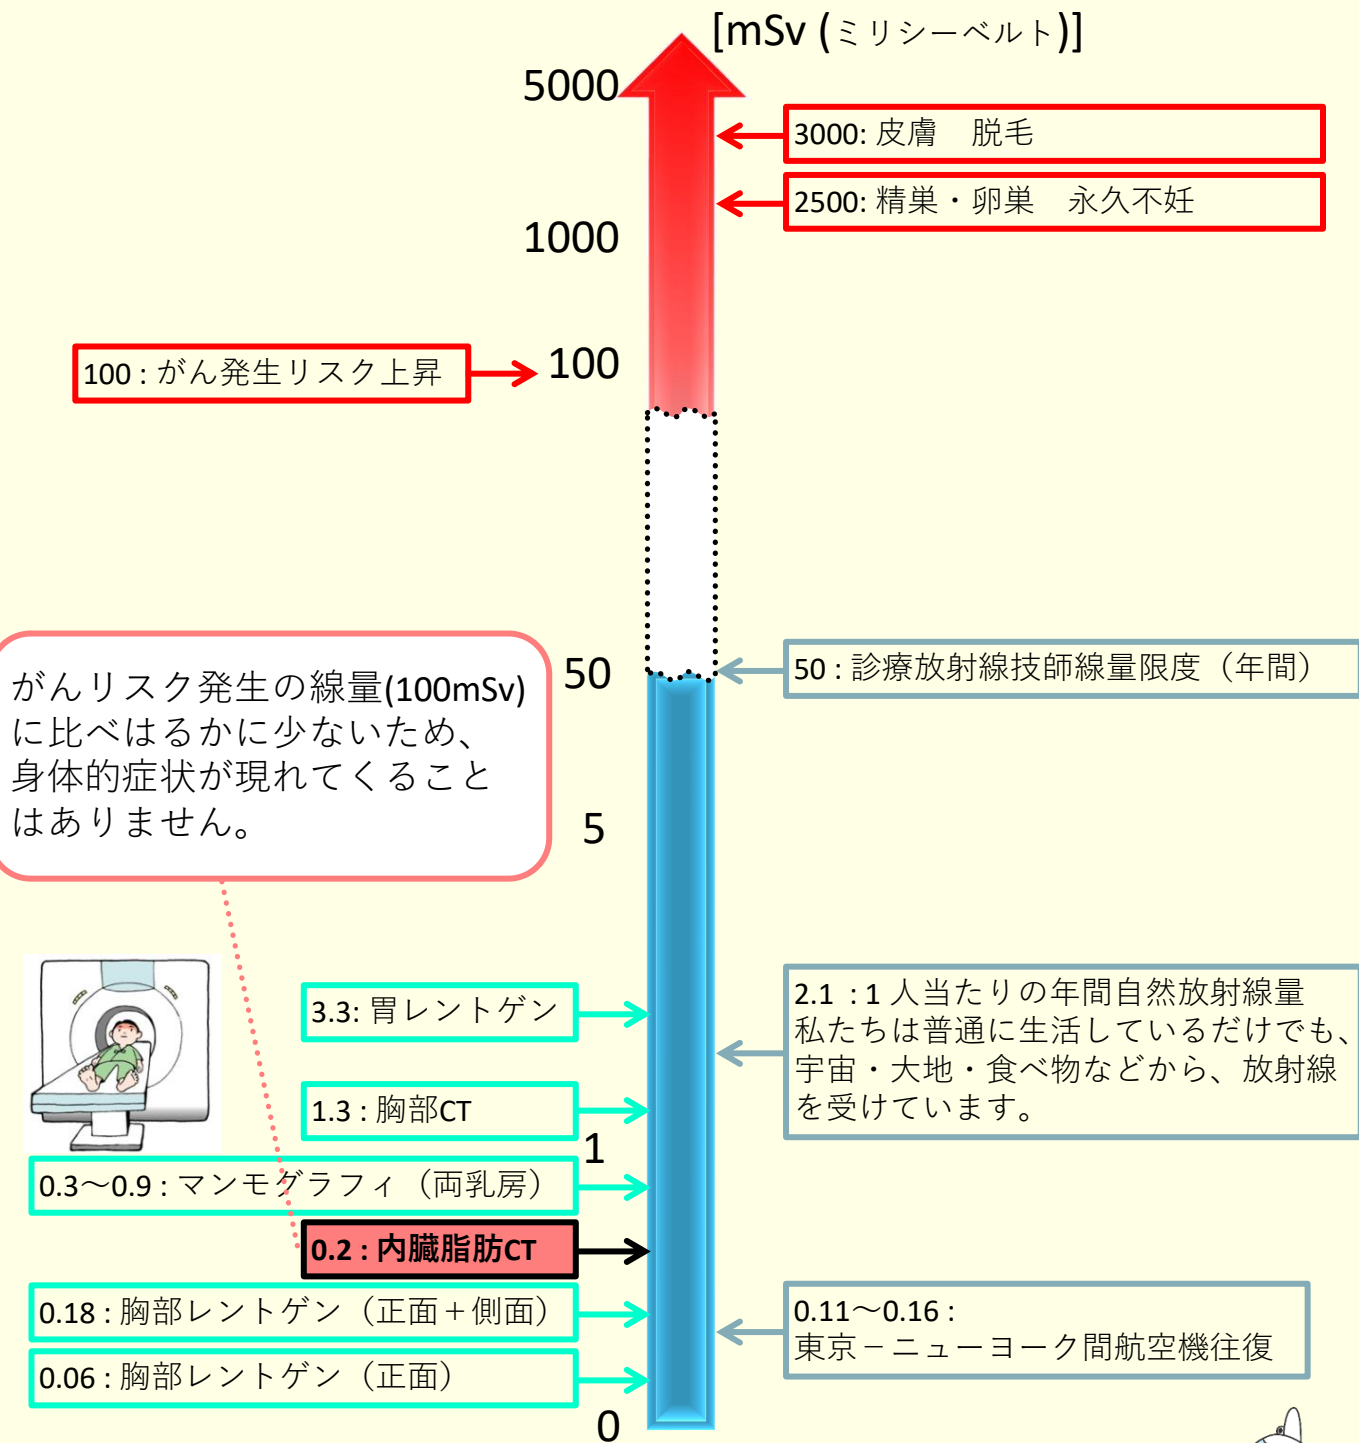 [mSv (ミリシーベルト)]
5000
3000: 皮膚　脱毛
2500: 精巣・卵巣　永久不妊
1000
100 : がん発生リスク上昇
100
50
50 : 診療放射線技師線量限度（年間）
がんリスク発生の線量(100mSv)
に比べはるかに少ないため、
身体的症状が現れてくること
はありません。
5
3.3: 胃レントゲン
2.1 : 1 人当たりの年間自然放射線量
私たちは普通に生活しているだけでも、
宇宙・大地・食べ物などから、放射線
を受けています。
1.3 : 胸部CT
1
0.3～0.9 : マンモグラフィ（両乳房）
0.2 : 内臓脂肪CT
0.18 : 胸部レントゲン（正面＋側面）
0.11～0.16 :
東京－ニューヨーク間航空機往復
0.06 : 胸部レントゲン（正面）
0